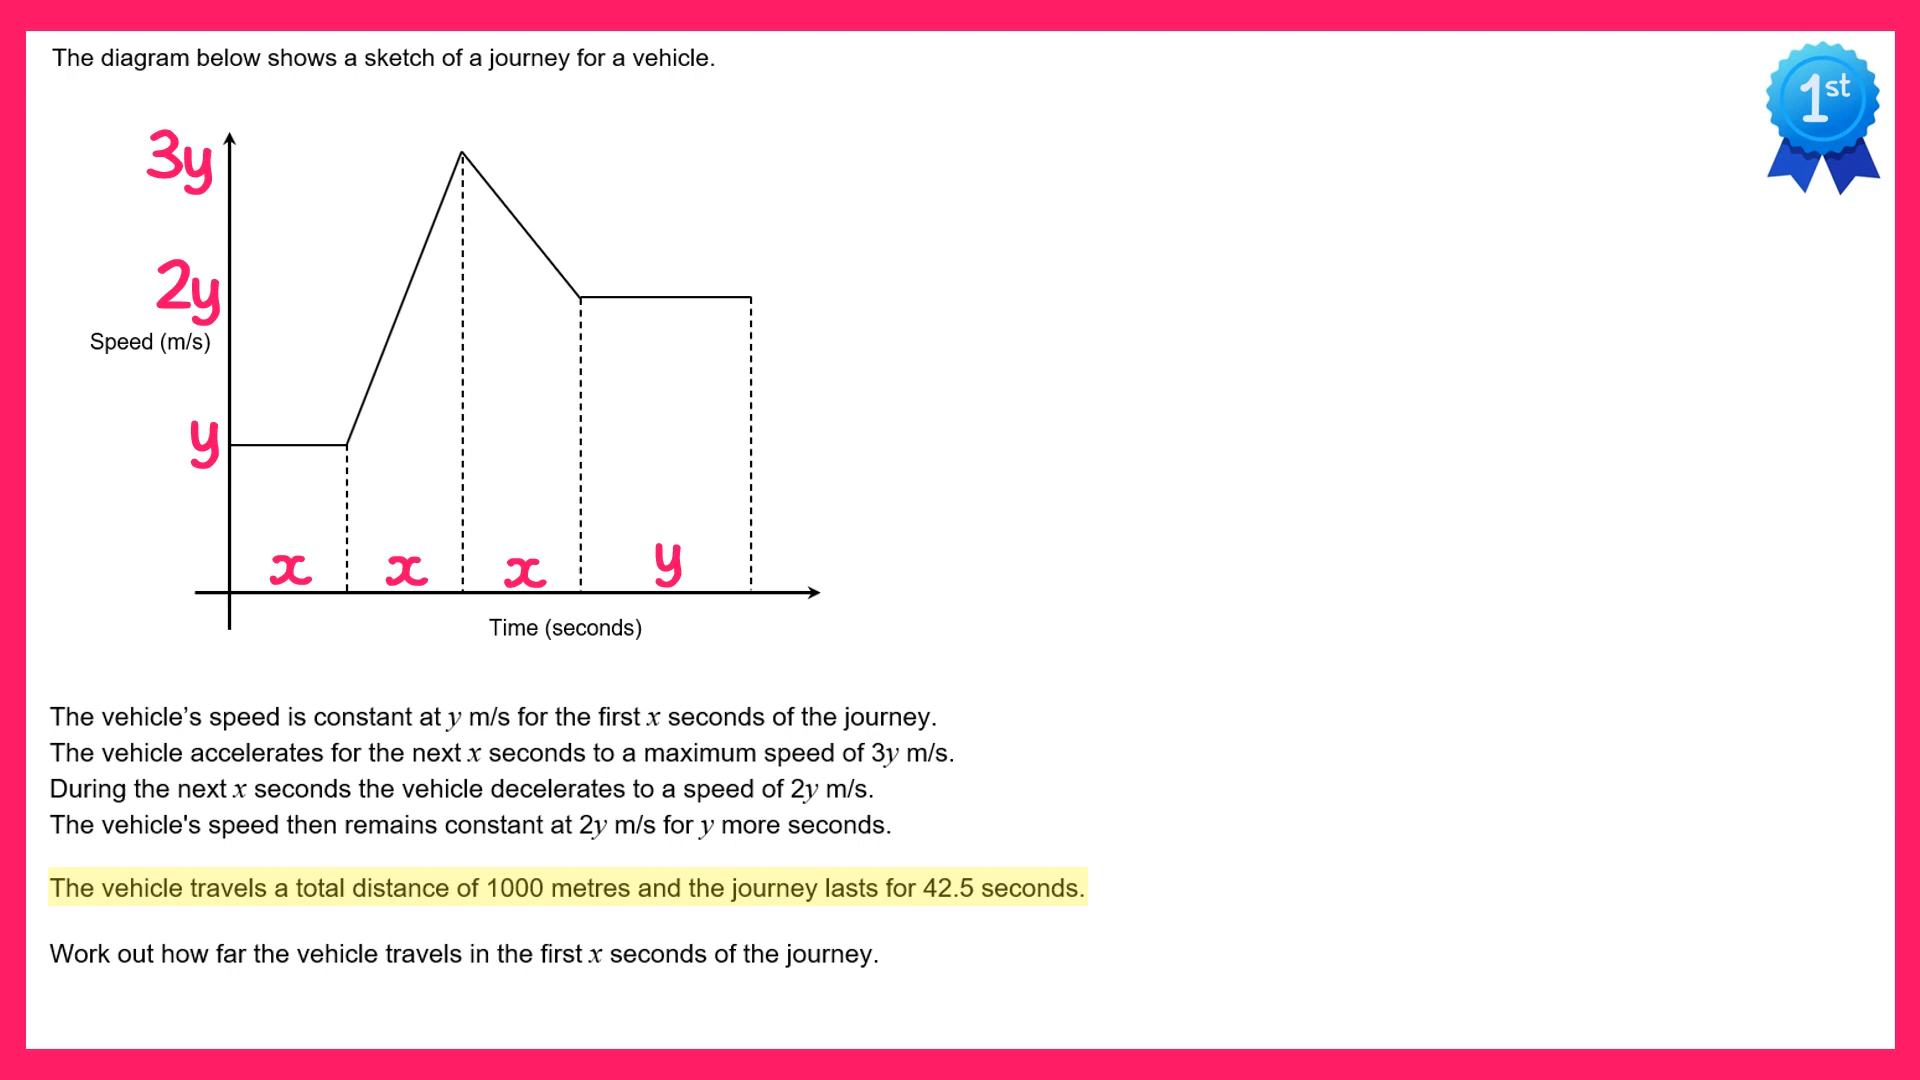 The diagram below shows a sketch of a journey for a vehicle.
1st
3y
2y
Speed (m/s)
y
x x x y
Time (seconds)
The vehicle’s speed is constant at y m/s for the first x seconds of the journey.
The vehicle accelerates for the next x seconds to a maximum speed of 3y m/s.
During the next x seconds the vehicle decelerates to a speed of 2y m/s.
The vehicle's speed then remains constant at 2y m/s for y more seconds.
The vehicle travels a total distance of 1000 metres and the journey lasts for 42.5 seconds.
Work out how far the vehicle travels in the first x seconds of the journey.